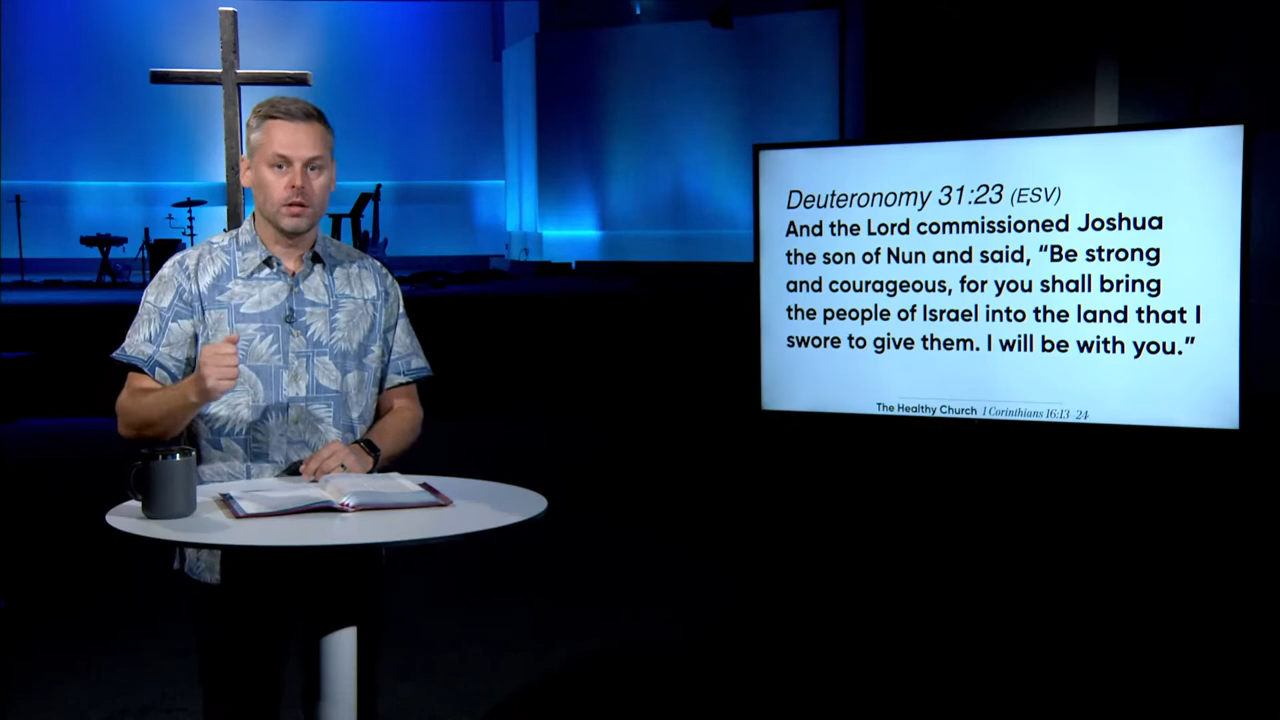 Deuteronomy 31:23 (ESV)
And the Lord commissioned Joshua
the son of Nun and said, “Be strong
and courageous, for you shall bring
the people of Israel into the land that I
swore to give them. I will be with you.”
The Healthy Church 1 Corinthians 16:13-24